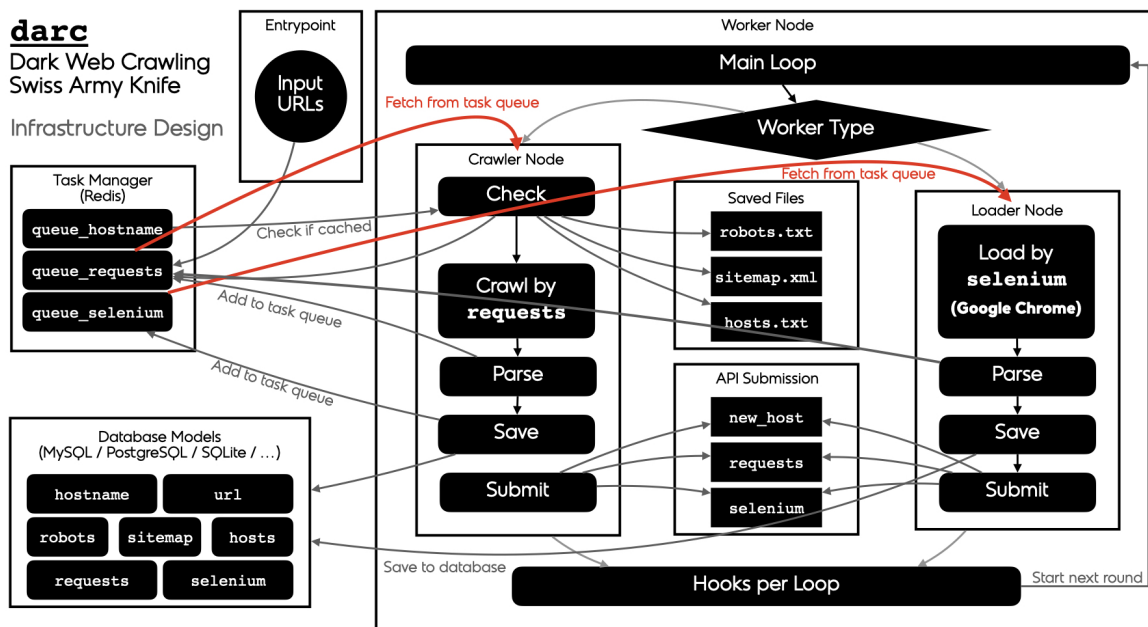 darc
Dark Web Crawling
Swiss Army Knife
Infrastructure Design
Entrypoint
Input
URLs
Task Manager
(Redis)
queue_hostname
queue_requests
queue_selenium
Fetch from task queue
Check if cached
Add to task queue
Add to task queue
Database Models
(MySQL / PostgreSQL / SQLite / ...)
hostname
url
robots
sitemap
hosts
requests
selenium
Save to database
Worker Node
Main Loop
Worker Type
Fetch from task queue
Crawler Node
Check
Crawl by
requests
Parse
Save
Submit
Saved Files
robots.txt
sitemap.xml
hosts.txt
API Submission
new_host
requests
selenium
Loader Node
Load by
selenium
(Google Chrome)
Parse
Save
Submit
Hooks per Loop
Start next round